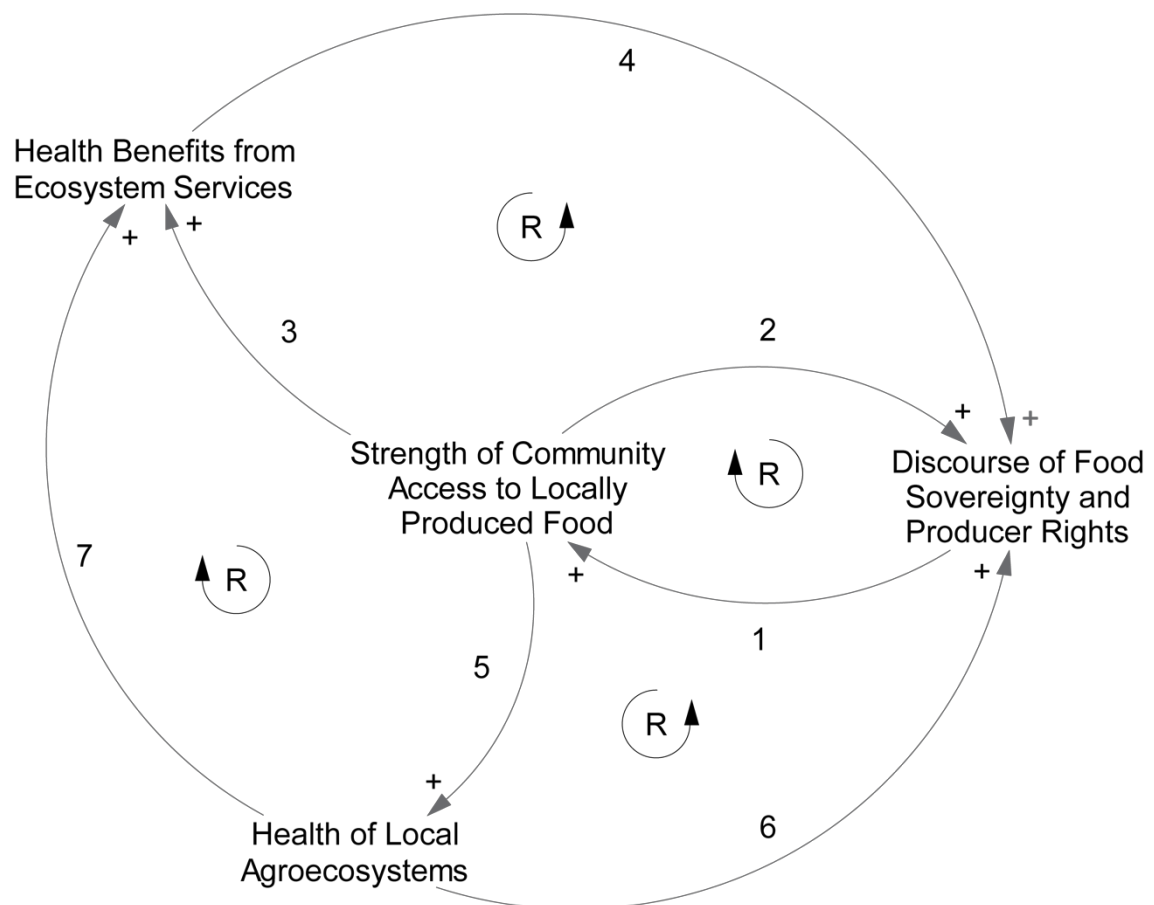 4
Health Benefits from
Ecosystem Services
+
+
R
3
2
+
+
Strength of Community
Access to Locally
Produced Food
R
Discourse of Food
Sovereignty and
Producer Rights
7
R
+
+
1
5
R
+
6
Health of Local
Agroecosystems